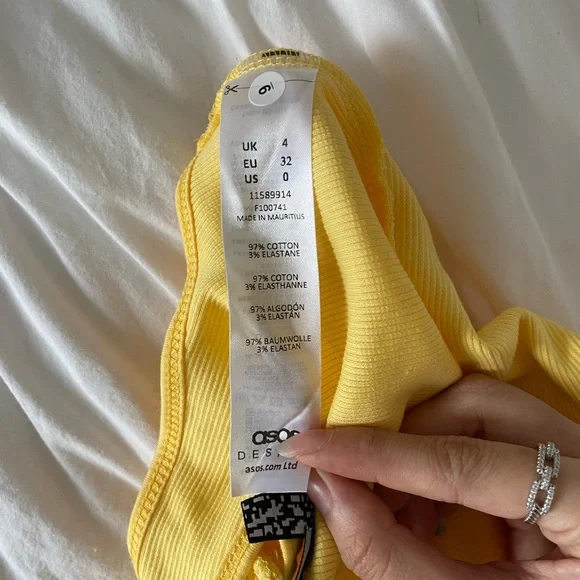 6
UK 4
EU 32
US 0
11589914
F100741
MADE IN MAURITIUS
97% COTTON
3% ELASTANE
97% COTON
3% ELASTHANNE
97% ALGODÓN
3% ELASTÁN
97% BAUMWOLLE
3% ELASTAN
asos
DES
asos.com Ltd